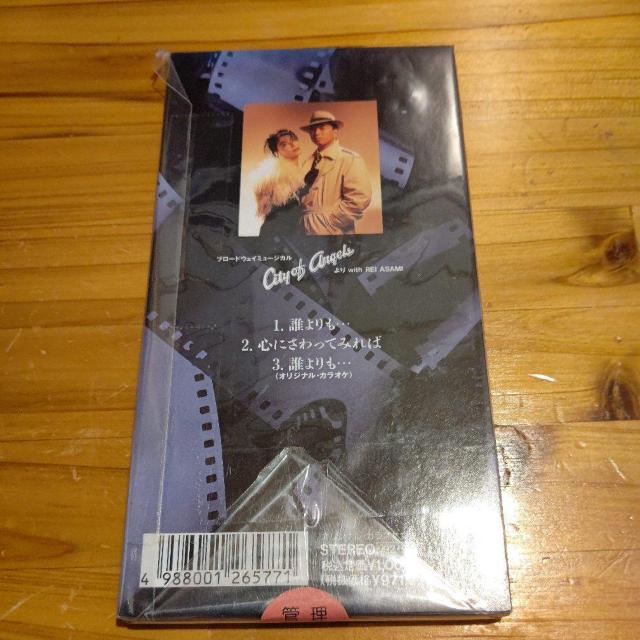 ブロードウェイミュージカル
City of Angels
より with REI ASAMI
1. 誰よりも…
2. 心にさわってみれば
3. 誰よりも…
(オリジナル・カラオケ)
4 988001 265771
STEREO
税込定価¥1,00
(税抜価格¥971
管理